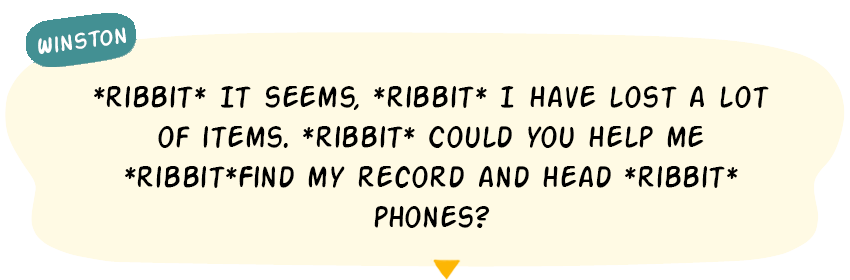 WINSTON
*RIBBIT* IT SEEMS, *RIBBIT* I HAVE LOST A LOT
OF ITEMS. *RIBBIT* COULD YOU HELP ME
*RIBBIT*FIND MY RECORD AND HEAD *RIBBIT*
PHONES?